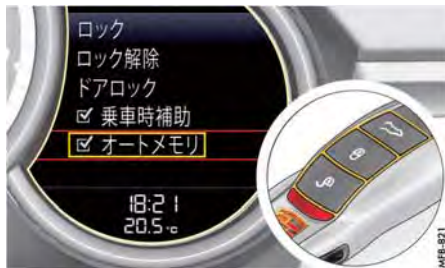 ロック
ロック解除
ドアロック
☑ 乗車時補助
☑ オートメモリ
18:21
20.5°c
MFB-821